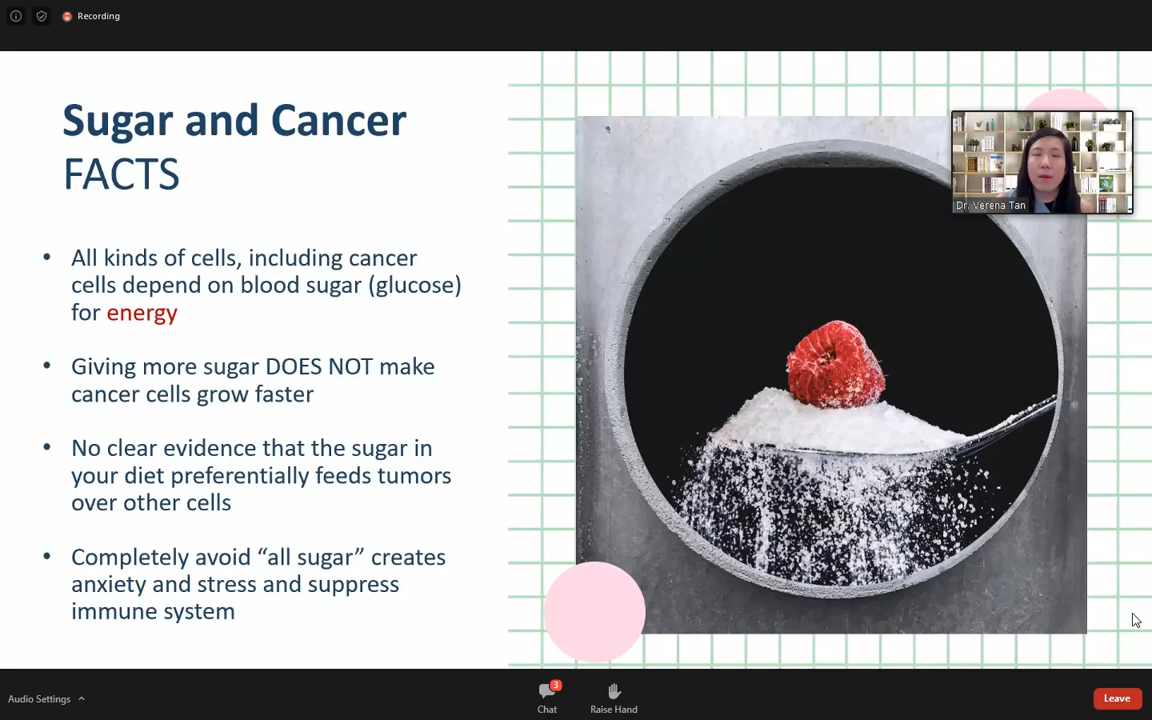 Recording
Sugar and Cancer
FACTS
• All kinds of cells, including cancer
cells depend on blood sugar (glucose)
for energy
• Giving more sugar DOES NOT make
cancer cells grow faster
• No clear evidence that the sugar in
your diet preferentially feeds tumors
over other cells
• Completely avoid “all sugar” creates
anxiety and stress and suppress
immune system
Dr. Verena Tan
Audio Settings
3
Chat
Raise Hand
Leave